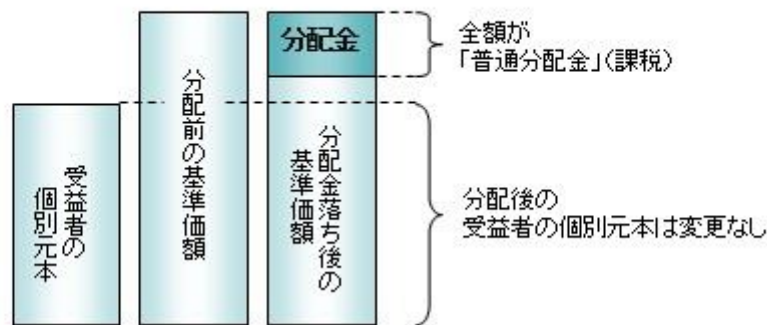 受益者の
個別元本
分配前の基準価額
分配金
分配金落ち後の
基準価額
全額が
「普通分配金」(課税)
分配後の
受益者の個別元本は変更なし